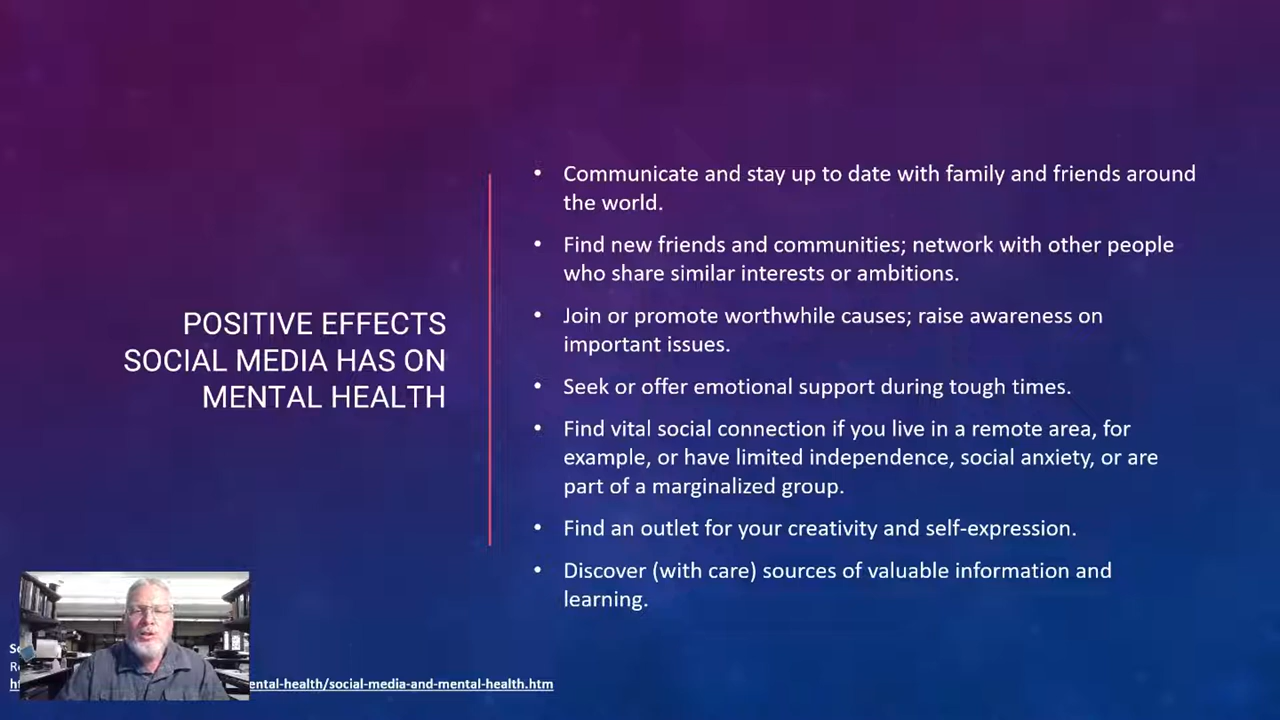 POSITIVE EFFECTS
SOCIAL MEDIA HAS ON
MENTAL HEALTH
• Communicate and stay up to date with family and friends around
the world.
• Find new friends and communities; network with other people
who share similar interests or ambitions.
• Join or promote worthwhile causes; raise awareness on
important issues.
• Seek or offer emotional support during tough times.
• Find vital social connection if you live in a remote area, for
example, or have limited independence, social anxiety, or are
part of a marginalized group.
• Find an outlet for your creativity and self-expression.
• Discover (with care) sources of valuable information and
learning.
ental-health/social-media-and-mental-health.htm